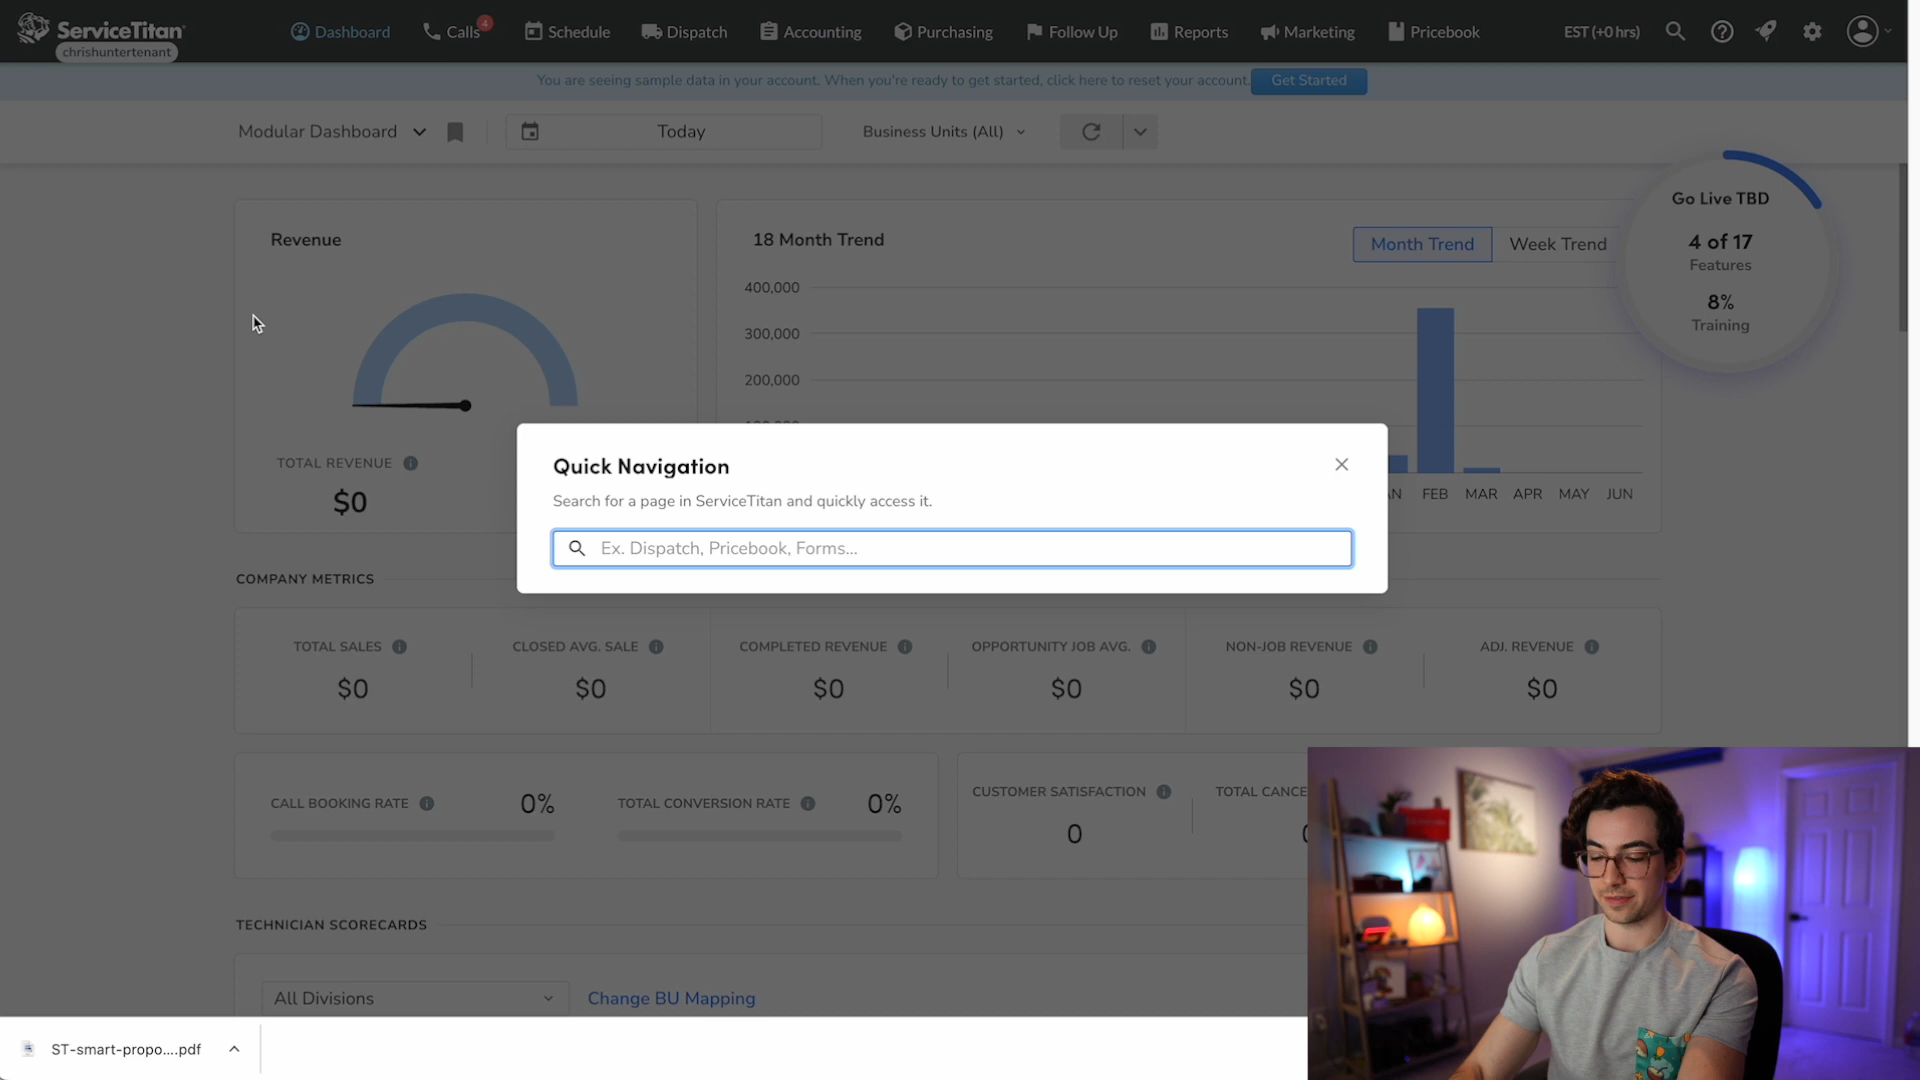 ServiceTitan
chrishuntertenant
Dashboard
Calls
4
Schedule
Dispatch
Accounting
Purchasing
Follow Up
Reports
Marketing
Pricebook
EST (+0 hrs)
You are seeing sample data in your account. When you're ready to get started, click here to reset your account.
Get Started
Modular Dashboard
Today
Business Units (All)
Go Live TBD
4 of 17
Features
8%
Training
Revenue
TOTAL REVENUE
$0
18 Month Trend
Month Trend
Week Trend
400,000
300,000
200,000
FEB
MAR
APR
MAY
JUN
Quick Navigation
Search for a page in ServiceTitan and quickly access it.
Ex. Dispatch, Pricebook, Forms...
COMPANY METRICS
TOTAL SALES
$0
CLOSED AVG. SALE
$0
COMPLETED REVENUE
$0
OPPORTUNITY JOB AVG.
$0
NON-JOB REVENUE
$0
ADJ. REVENUE
$0
CALL BOOKING RATE
0%
TOTAL CONVERSION RATE
0%
CUSTOMER SATISFACTION
0
TOTAL CANCE
TECHNICIAN SCORECARDS
All Divisions
Change BU Mapping
ST-smart-propo....pdf